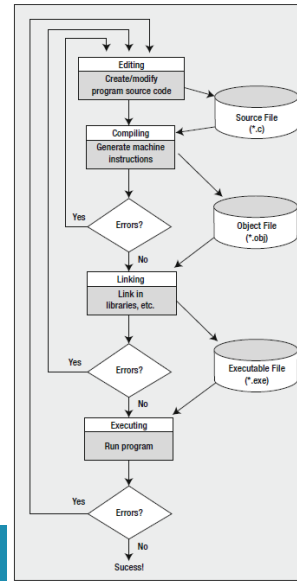 Editing
Create/modify
program source code
Source File
(*.c)
Compiling
Generate machine
instructions
Yes
Errors?
Object File
(*.obj)
No
Linking
Link in
libraries, etc.
Yes
Errors?
Executable File
(*.exe)
No
Executing
Run program
Yes
Errors?
No
Sucess!